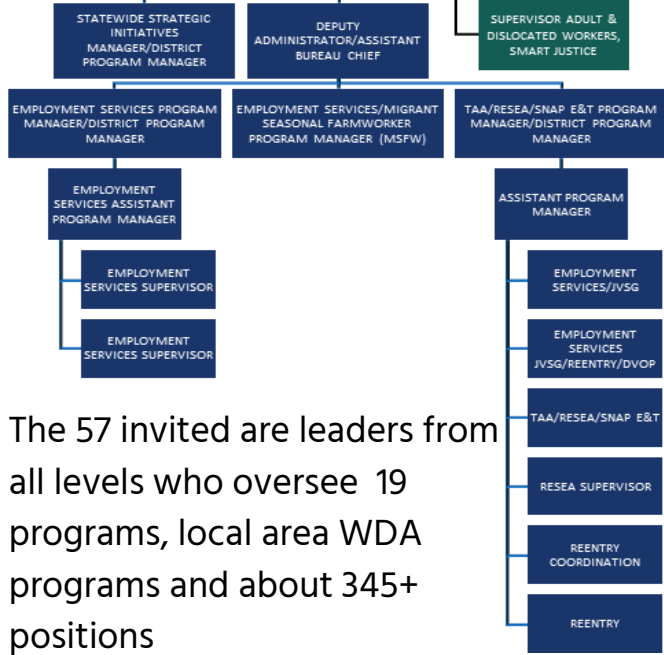 STATEWIDE STRATEGIC
INITIATIVES
MANAGER/DISTRICT
PROGRAM MANAGER
DEPUTY
ADMINISTRATOR/ASSISTANT
BUREAU CHIEF
SUPERVISOR ADULT &
DISLOCATED WORKERS,
SMART JUSTICE
EMPLOYMENT SERVICES PROGRAM
MANAGER/DISTRICT PROGRAM
MANAGER
EMPLOYMENT SERVICES/MIGRANT
SEASONAL FARMWORKER
PROGRAM MANAGER (MSFW)
TAA/RESEA/SNAP E&T PROGRAM
MANAGER/DISTRICT PROGRAM
MANAGER
EMPLOYMENT
SERVICES ASSISTANT
PROGRAM MANAGER
ASSISTANT PROGRAM
MANAGER
EMPLOYMENT
SERVICES SUPERVISOR
EMPLOYMENT
SERVICES SUPERVISOR
EMPLOYMENT
SERVICES/JVSG
EMPLOYMENT
SERVICES
JVSG/REENTRY/DVOP
TAA/RESEA/SNAP E&T
RESEA SUPERVISOR
REENTRY
COORDINATION
REENTRY
The 57 invited are leaders from
all levels who oversee 19
programs, local area WDA
programs and about 345+
positions